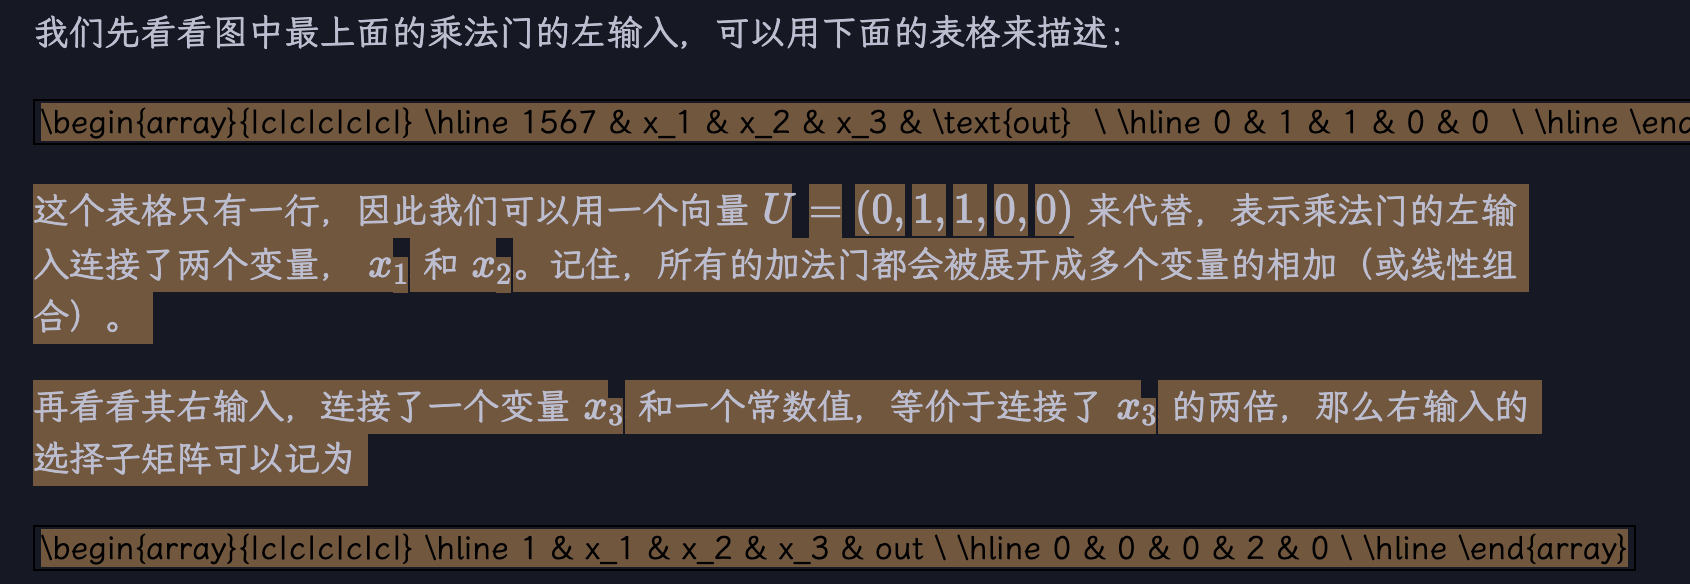 我们先看看图中最上面的乘法门的左输入，可以用下面的表格来描述：
\begin{array}{|c|c|c|c|c|} \hline 1567 & x_1 & x_2 & x_3 & \text{out} \ \hline 0 & 1 & 1 & 0 & 0 \ \hline \end
这个表格只有一行，因此我们可以用一个向量 U = (0, 1, 1, 0, 0) 来代替，表示乘法门的左输
入连接了两个变量， x₁ 和 x₂。记住，所有的加法门都会被展开成多个变量的相加（或线性组
合）。
再看看其右输入，连接了一个变量 x₃ 和一个常数值，等价于连接了 x₃ 的两倍，那么右输入的
选择子矩阵可以记为
\begin{array}{|c|c|c|c|c|} \hline 1 & x_1 & x_2 & x_3 & out \ \hline 0 & 0 & 0 & 2 & 0 \ \hline \end{array}